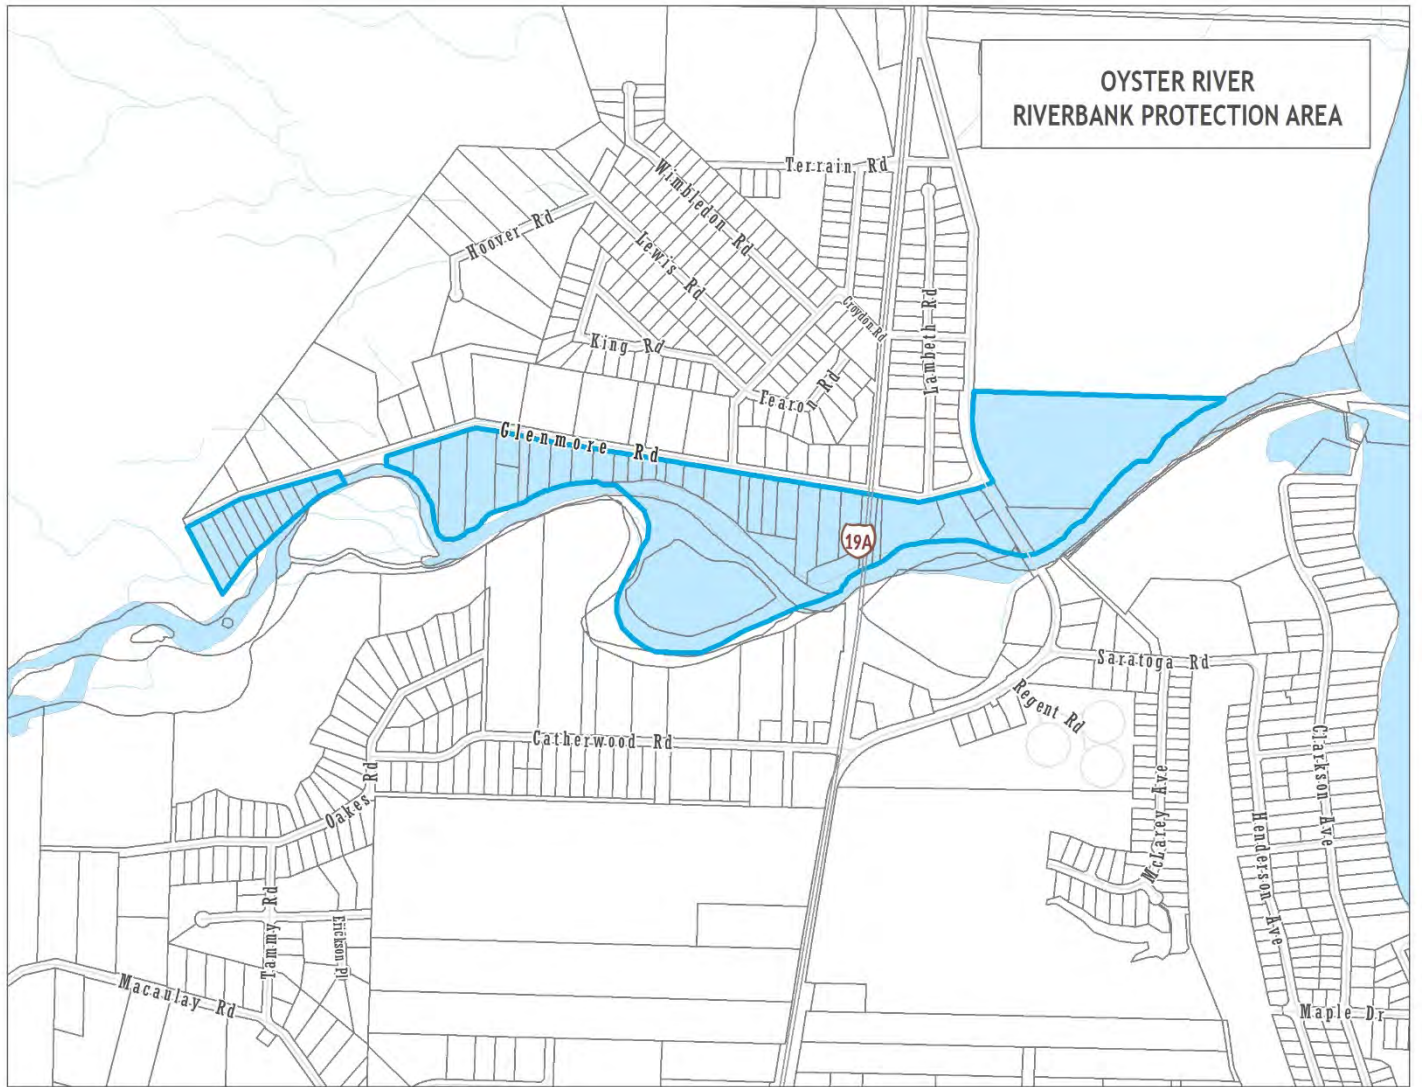 OYSTER RIVER
RIVERBANK PROTECTION AREA
Terrain Rd
Wimbledon Rd
Hoover Rd
Lewis Rd
Croydon Rd
Lambeth Rd
King Rd
Fearon Rd
Glenmore Rd
19A
Saratoga Rd
Regent Rd
Catherwood Rd
Oakes Rd
McLarey Ave
Clarkson Ave
Henderson Ave
Tammy Rd
Erickson Pl
Macaulay Rd
Maple Dr